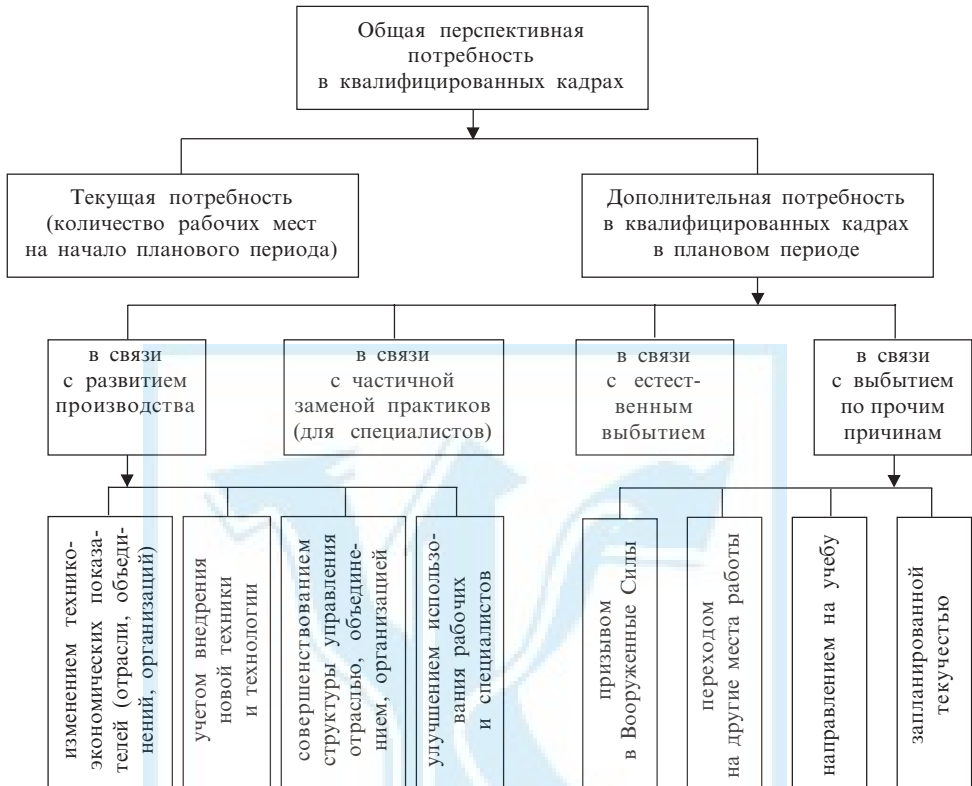 Общая перспективная
потребность
в квалифицированных кадрах
Текущая потребность
(количество рабочих мест
на начало планового периода)
Дополнительная потребность
в квалифицированных кадрах
в плановом периоде
в связи
с развитием
производства
в связи
с частичной
заменой практиков
(для специалистов)
в связи
с естест-
венным
выбытием
в связи
с выбытием
по прочим
причинам
изменением технико-
экономических показа-
телей (отрасли, объеди-
нений, организаций)
учетом внедрения
новой техники
и технологии
совершенствованием
структуры управления
отраслью, объедине-
нием, организацией
улучшением использо-
вания рабочих
и специалистов
призывом
в Вооруженные Силы
переходом
на другие места работы
направлением на учебу
запланированной
текучестью